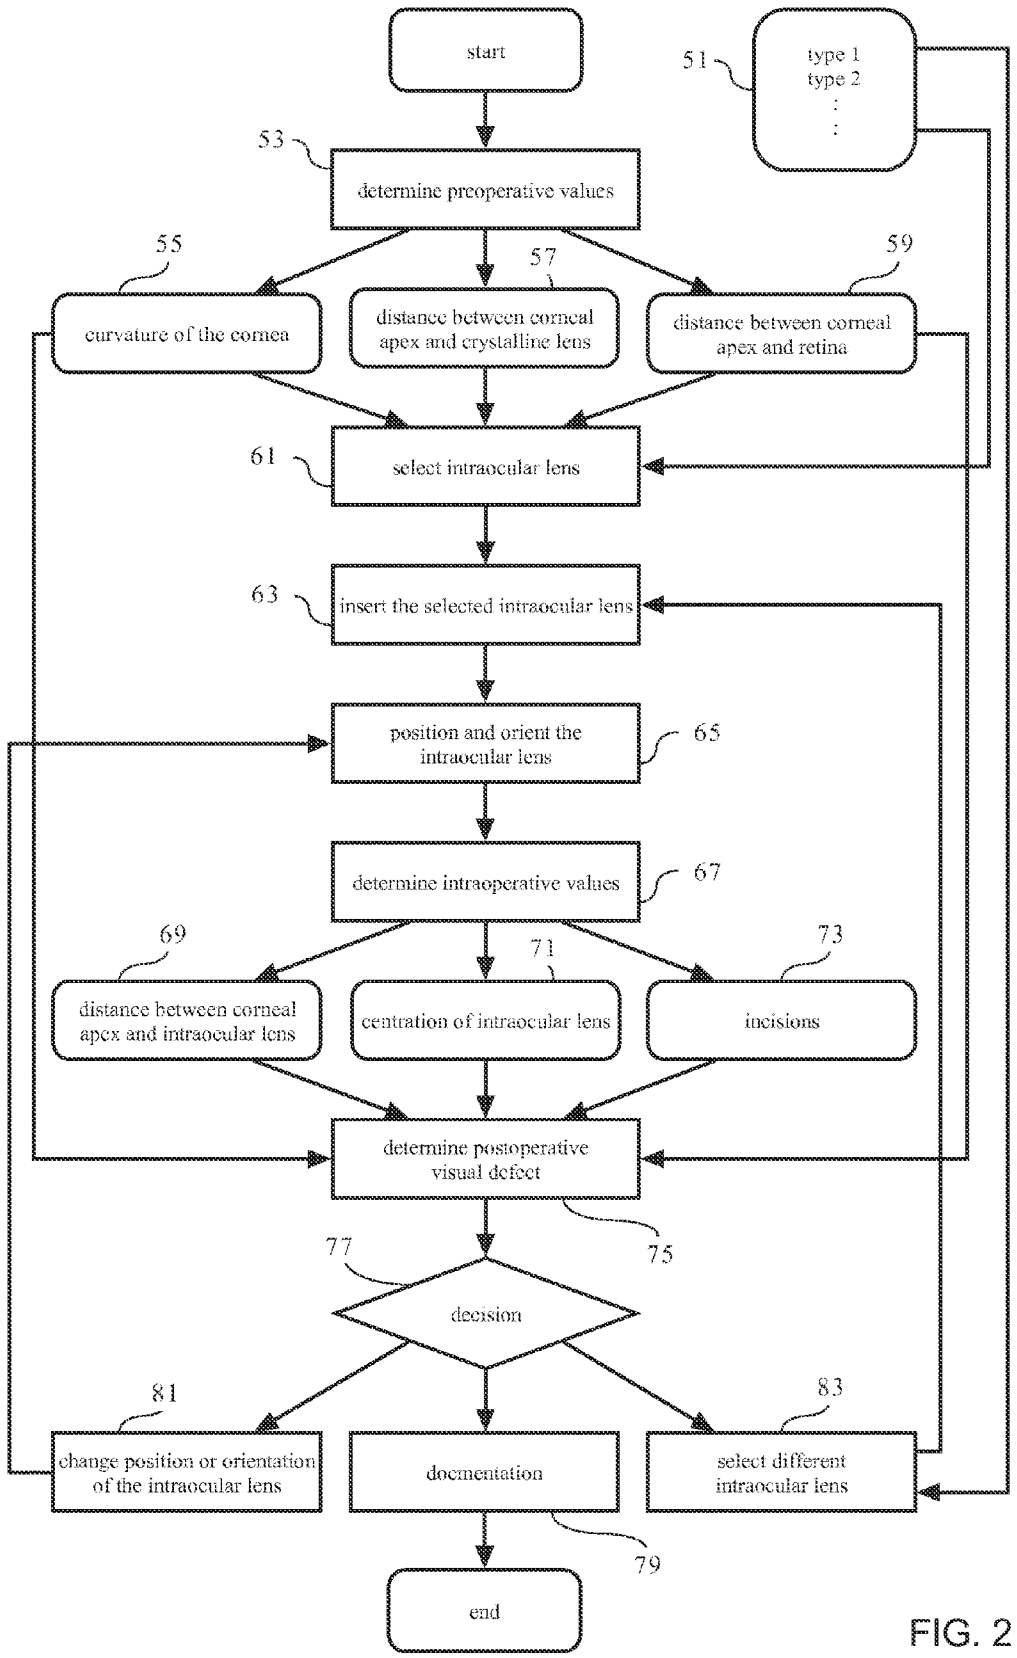 start
51
type 1
type 2
:
:
53
determine preoperative values
55
57
59
curvature of the cornea
distance between corneal
apex and crystalline lens
distance between corneal
apex and retina
61
select intraocular lens
63
insert the selected intraocular lens
position and orient the
intraocular lens
65
determine intraoperative values
67
69
71
73
distance between corneal
apex and intraocular lens
centration of intraocular lens
incisions
determine postoperative
visual defect
75
77
decision
81
83
change position or orientation
of the intraocular lens
docmentation
select different
intraocular lens
79
end
FIG. 2